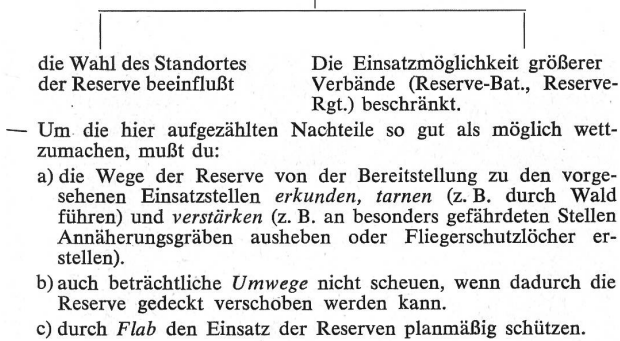 die Wahl des Standortes
der Reserve beeinflußt
Die Einsatzmöglichkeit größerer
Verbände (Reserve-Bat., Reserve-
Rgt.) beschränkt.
— Um die hier aufgezählten Nachteile so gut als möglich wett-
zumachen, mußt du:
a) die Wege der Reserve von der Bereitstellung zu den vorge-
sehenen Einsatzstellen erkunden, tarnen (z. B. durch Wald
führen) und verstärken (z. B. an besonders gefährdeten Stellen
Annäherungsgräben ausheben oder Fliegerschutzlöcher er-
stellen).
b) auch beträchtliche Umwege nicht scheuen, wenn dadurch die
Reserve gedeckt verschoben werden kann.
c) durch Flab den Einsatz der Reserven planmäßig schützen.